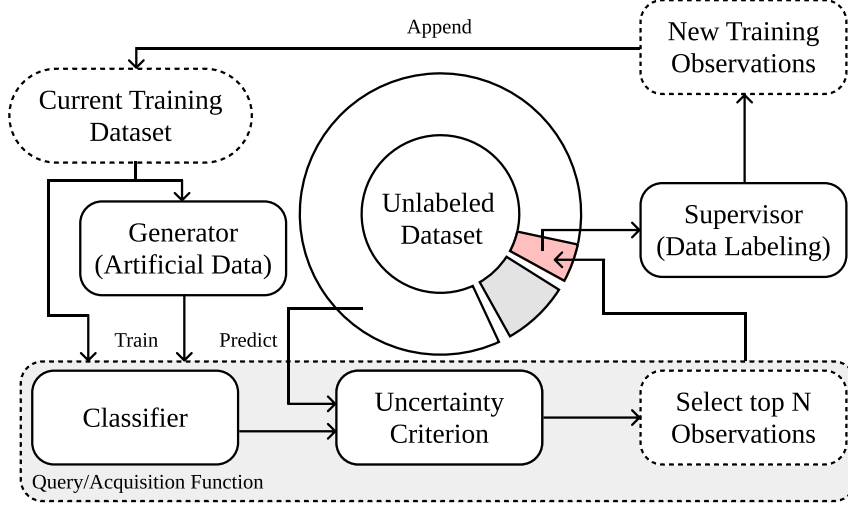 Append
New Training
Observations
Current Training
Dataset
Unlabeled
Dataset
Supervisor
(Data Labeling)
Generator
(Artificial Data)
Train
Predict
Classifier
Uncertainty
Criterion
Select top N
Observations
Query/Acquisition Function